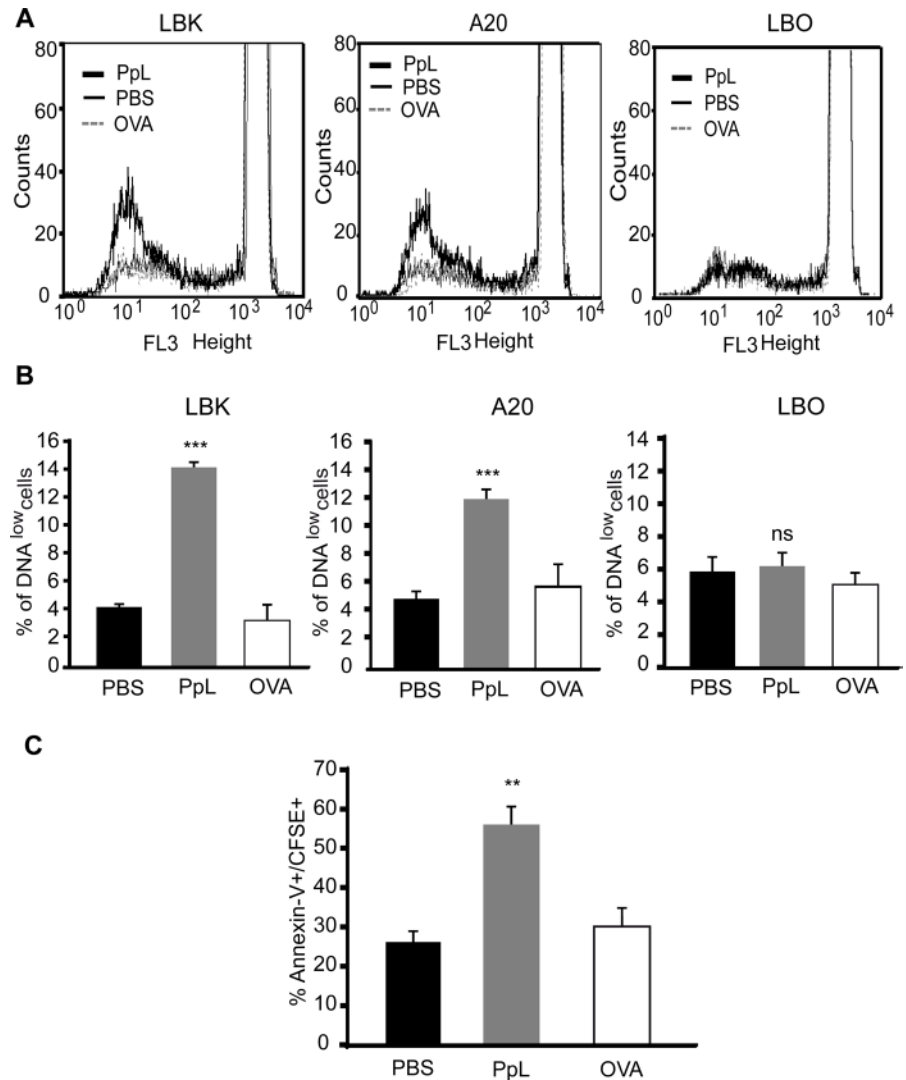 A
LBK
A20
LBO
Counts
80
60
40
20
0
PpL
PBS
OVA
10^0 10^1 10^2 10^3 10^4
FL3 Height
Counts
80
60
40
20
0
PpL
PBS
OVA
10^0 10^1 10^2 10^3 10^4
FL3 Height
Counts
80
60
40
20
0
PpL
PBS
OVA
10^0 10^1 10^2 10^3 10^4
FL3 Height
B
LBK
A20
LBO
% of DNA low cells
16
14
12
10
8
6
4
2
0
***
PBS PpL OVA
% of DNA low cells
16
14
12
10
8
6
4
2
0
***
PBS PpL OVA
% of DNA low cells
14
12
10
8
6
4
2
0
ns
PBS PpL OVA
C
% Annexin-V+/CFSE+
70
60
50
40
30
20
10
0
**
PBS PpL OVA